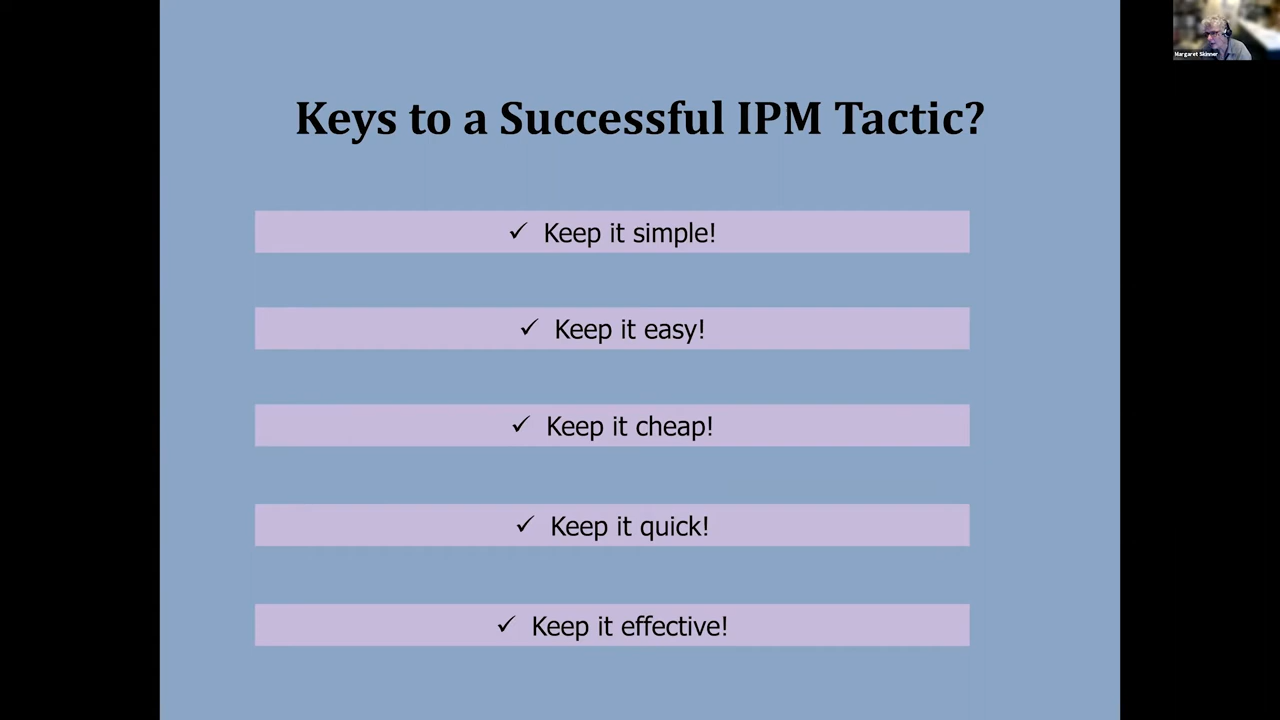 Margaret Skinner
Keys to a Successful IPM Tactic?
✓ Keep it simple!
✓ Keep it easy!
✓ Keep it cheap!
✓ Keep it quick!
✓ Keep it effective!